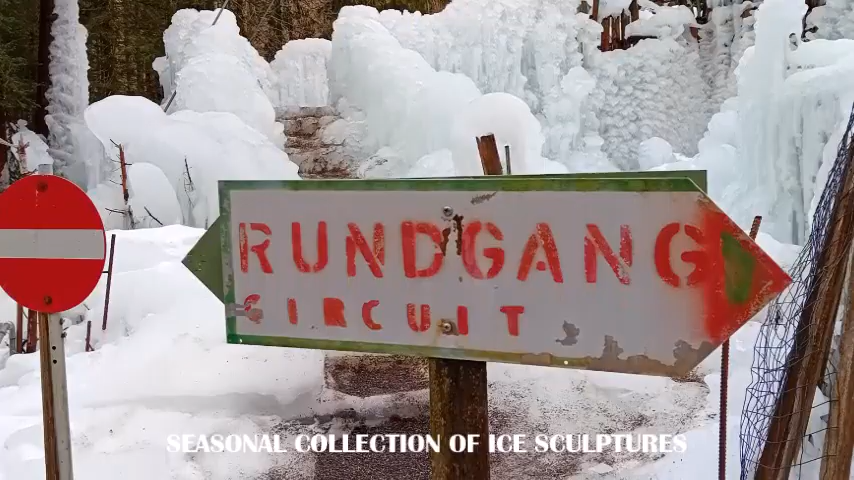 RUNDGANG
CIRCUIT
SEASONAL COLLECTION OF ICE SCULPTURES